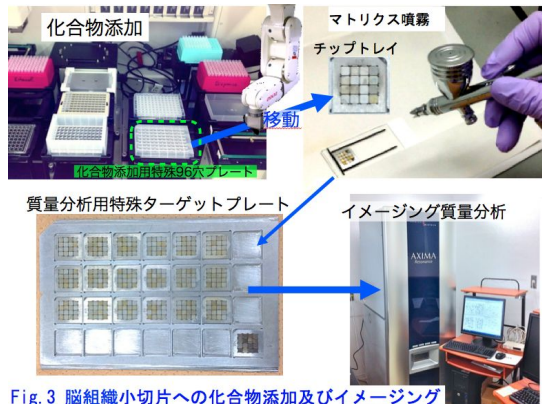 化合物添加
マトリクス噴霧
チップトレイ
移動
化合物添加用特殊96穴プレート
質量分析用特殊ターゲットプレート
イメージング質量分析
AXIMA
Fig.3 脳組織小切片への化合物添加及びイメージング